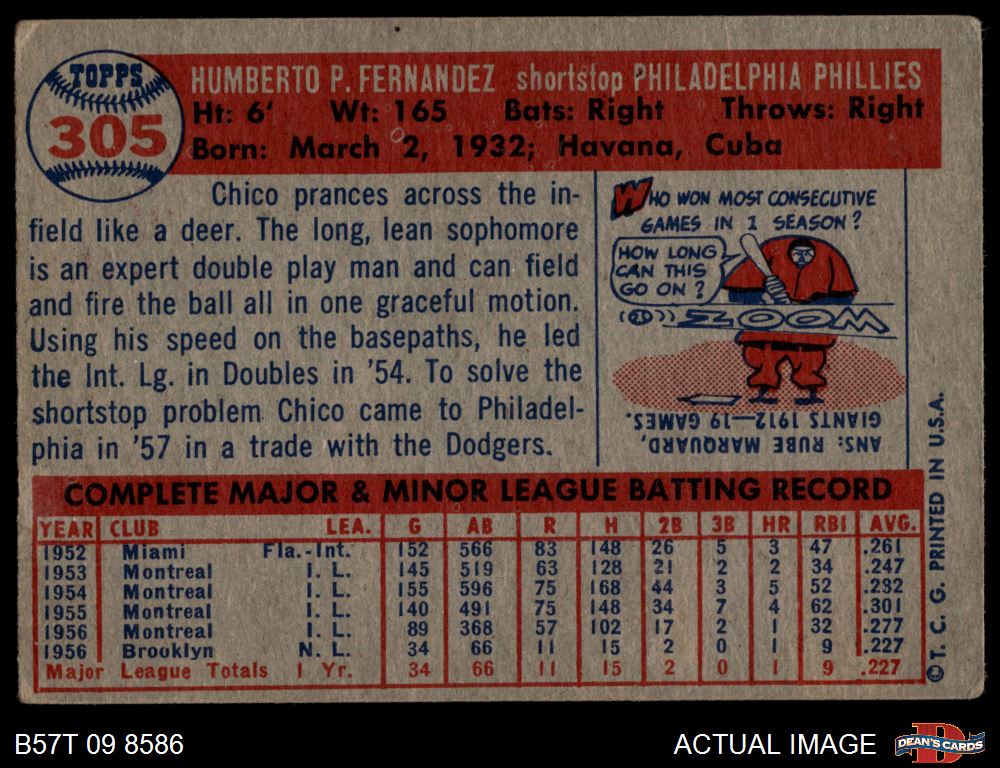 TOPPS
305
HUMBERTO P. FERNANDEZ shortstop PHILADELPHIA PHILLIES
Ht: 6' Wt: 165 Bats: Right Throws: Right
Born: March 2, 1932; Havana, Cuba
Chico prances across the in-
field like a deer. The long, lean sophomore
is an expert double play man and can field
and fire the ball all in one graceful motion.
Using his speed on the basepaths, he led
the Int. Lg. in Doubles in '54. To solve the
shortstop problem Chico came to Philadel-
phia in '57 in a trade with the Dodgers.
WHO WON MOST CONSECUTIVE
GAMES IN 1 SEASON?
HOW LONG
CAN THIS
GO ON?
ZOOM
ANS: RUBE MARQUARD,
GIANTS 1912—19 GAMES.
COMPLETE MAJOR & MINOR LEAGUE BATTING RECORD
YEAR CLUB LEA. G AB R H 2B 3B HR RBI AVG.
1952 Miami Fla.-Int. 152 566 83 148 26 5 3 47 .261
1953 Montreal I. L. 145 519 63 128 21 2 2 34 .247
1954 Montreal I. L. 155 596 75 168 44 3 5 52 .282
1955 Montreal I. L. 140 491 75 148 34 7 4 62 .301
1956 Montreal I. L. 89 368 57 102 17 2 1 32 .277
1956 Brooklyn N. L. 34 66 11 15 2 0 1 9 .227
Major League Totals 1 Yr. 34 66 11 15 2 0 1 9 .227
© T. C. G. PRINTED IN U.S.A.
B57T 09 8586
ACTUAL IMAGE
DEAN'S CARDS